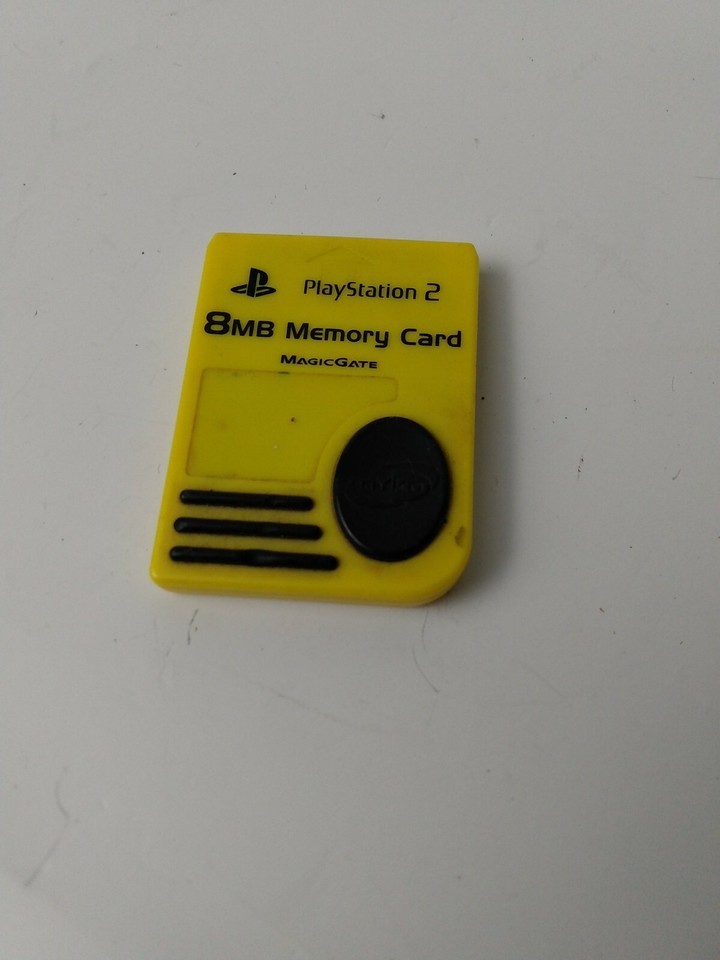 PlayStation 2
8MB Memory Card
MAGICGATE